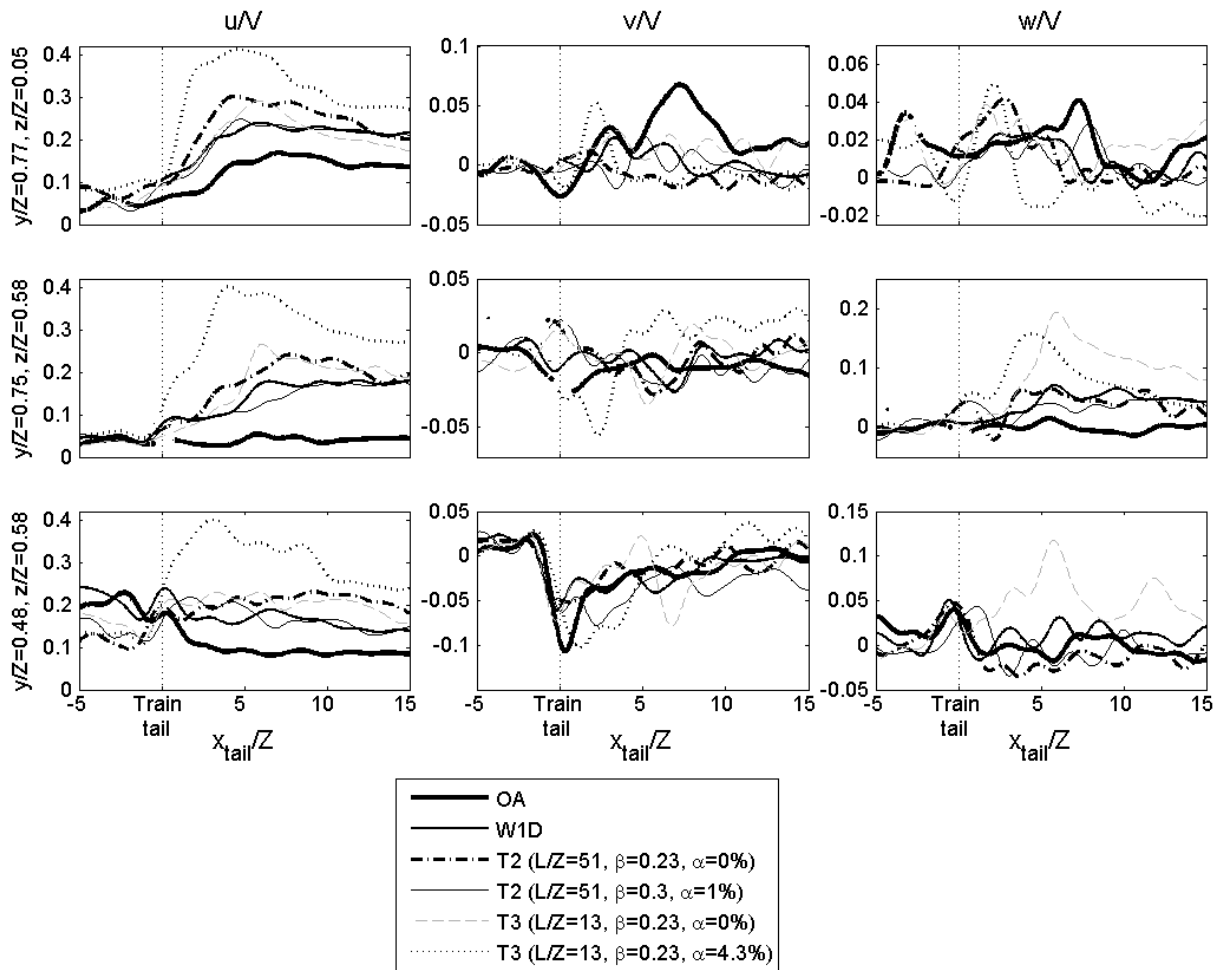 u/V
v/V
w/V
y/Z=0.77, z/Z=0.05
0.4
0.3
0.2
0.1
0
0.1
0.05
0
-0.05
0.06
0.04
0.02
0
-0.02
y/Z=0.75, z/Z=0.58
0.4
0.3
0.2
0.1
0
0.05
0
-0.05
0.2
0.1
0
y/Z=0.48, z/Z=0.58
0.4
0.3
0.2
0.1
0
0.05
0
-0.05
-0.1
0.15
0.1
0.05
0
-0.05
-5 Train tail 5 10 15
-5 Train tail 5 10 15
-5 Train tail 5 10 15
x_tail/Z
x_tail/Z
x_tail/Z
OA
W1D
T2 (L/Z=51, β=0.23, α=0%)
T2 (L/Z=51, β=0.3, α=1%)
T3 (L/Z=13, β=0.23, α=0%)
T3 (L/Z=13, β=0.23, α=4.3%)